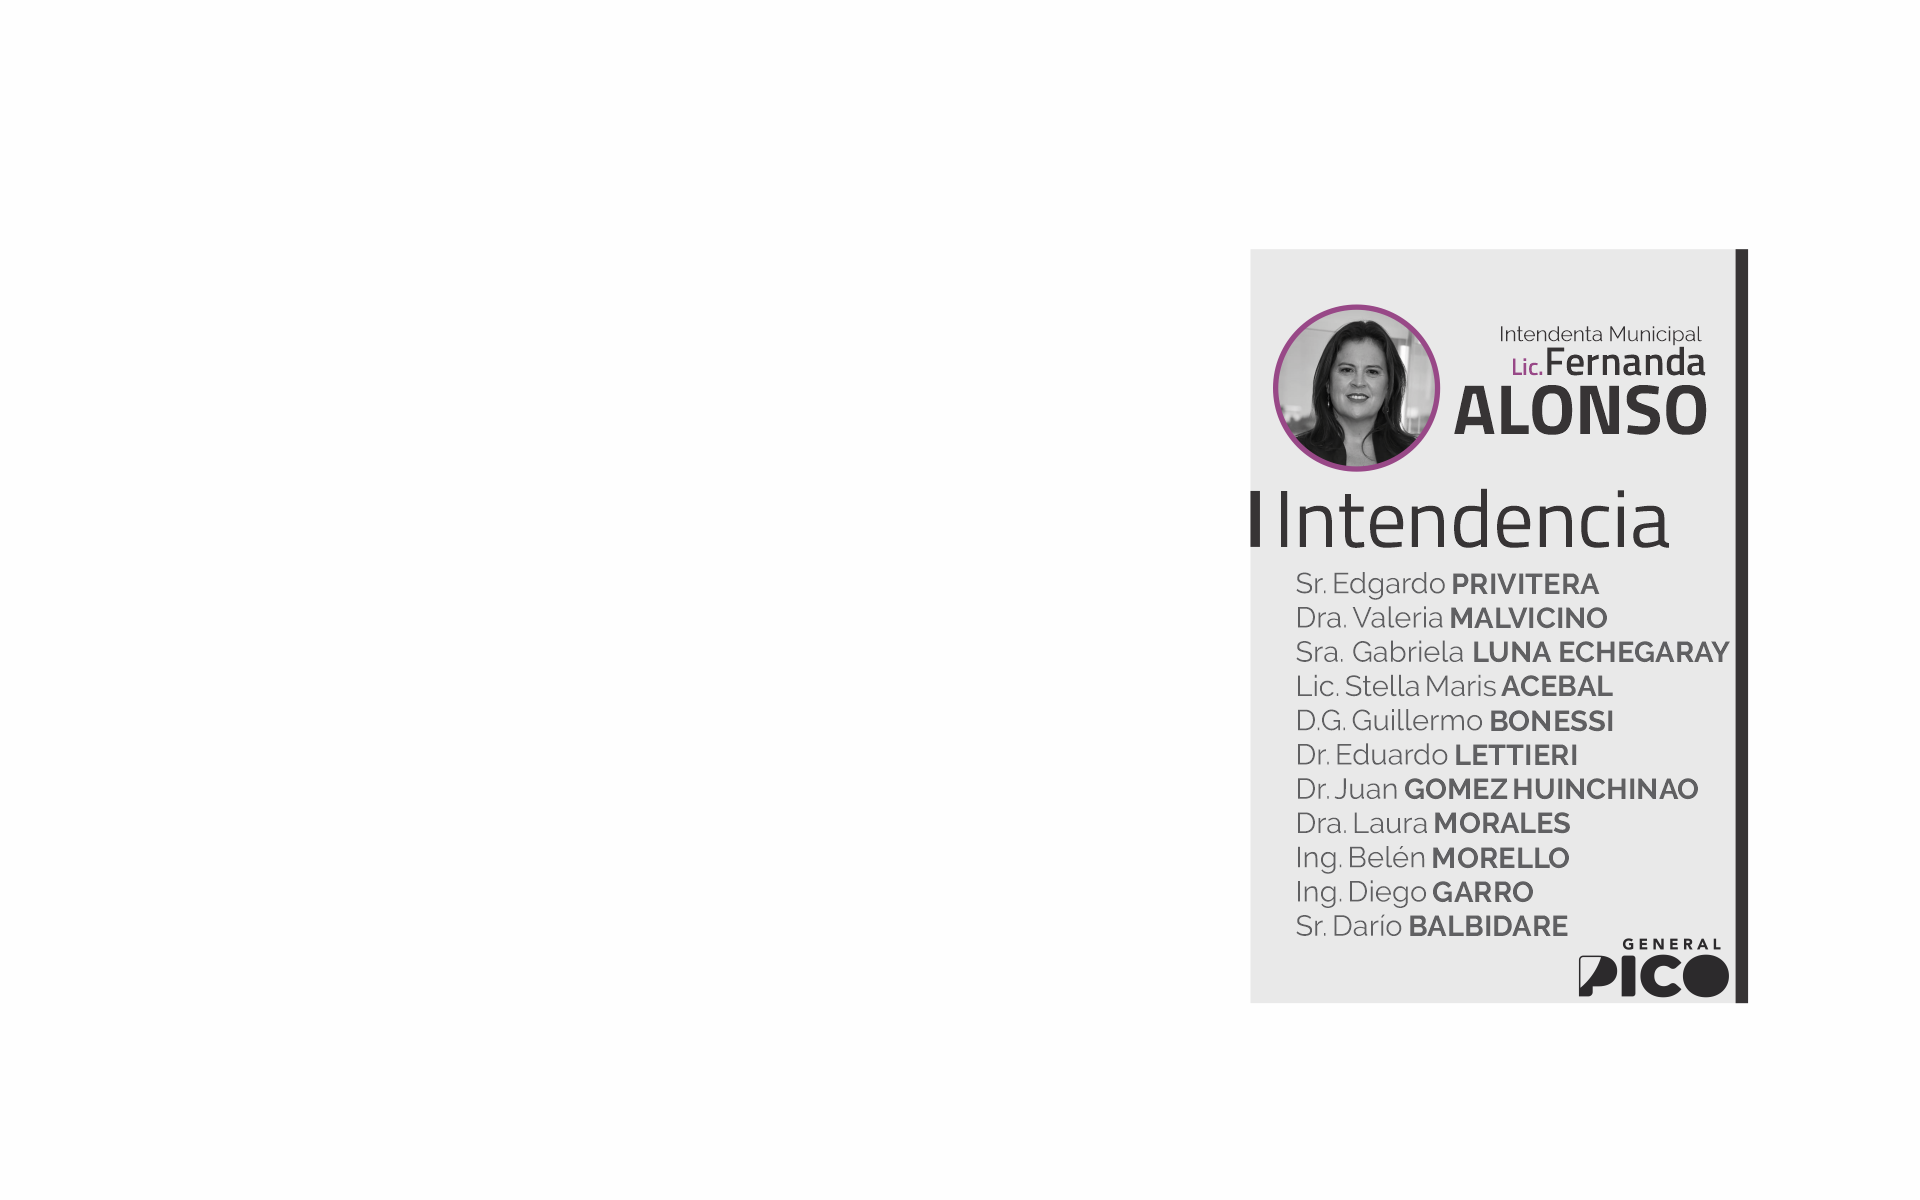 Intendenta Municipal
Lic. Fernanda
ALONSO
Intendencia
Sr. Edgardo PRIVITERA
Dra. Valeria MALVICINO
Sra. Gabriela LUNA ECHEGARAY
Lic. Stella Maris ACEBAL
D.G. Guillermo BONESSI
Dr. Eduardo LETTIERI
Dr. Juan GOMEZ HUINCHINAO
Dra. Laura MORALES
Ing. Belén MORELLO
Ing. Diego GARRO
Sr. Darío BALBIDARE
GENERAL
PICO